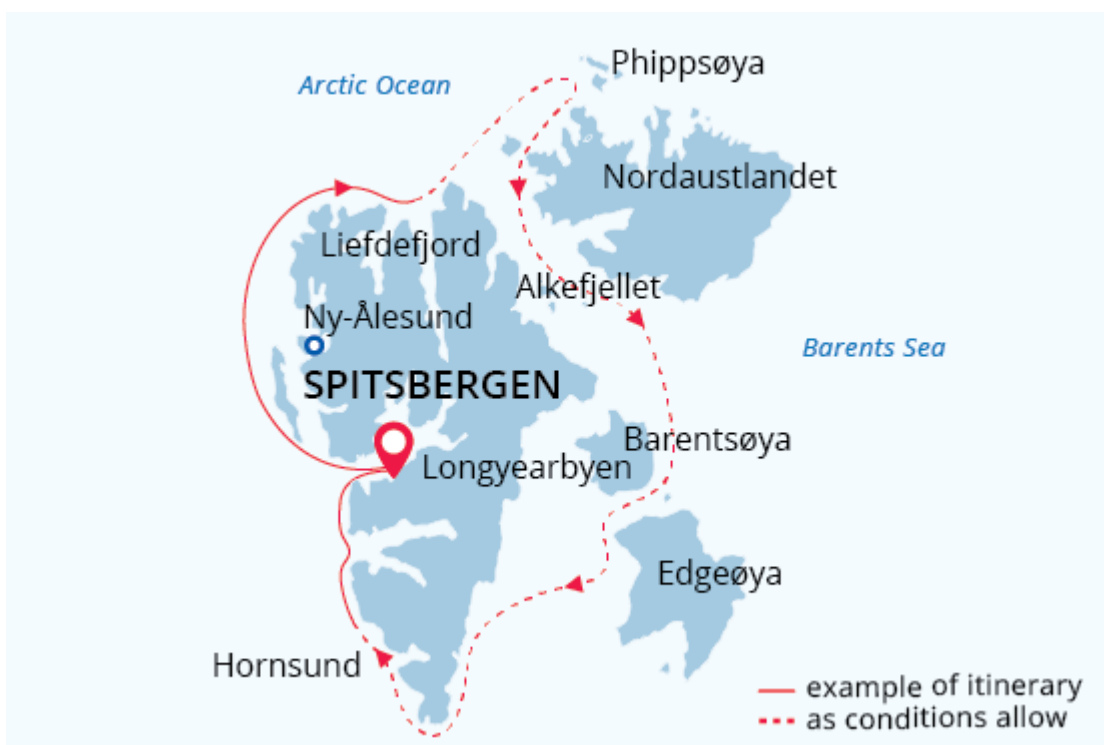 Phippsøya
Arctic Ocean
Nordaustlandet
Liefdefjord
Alkefjellet
Ny-Ålesund
Barents Sea
SPITSBERGEN
Barentsøya
Longyearbyen
Edgeøya
Hornsund
example of itinerary
as conditions allow